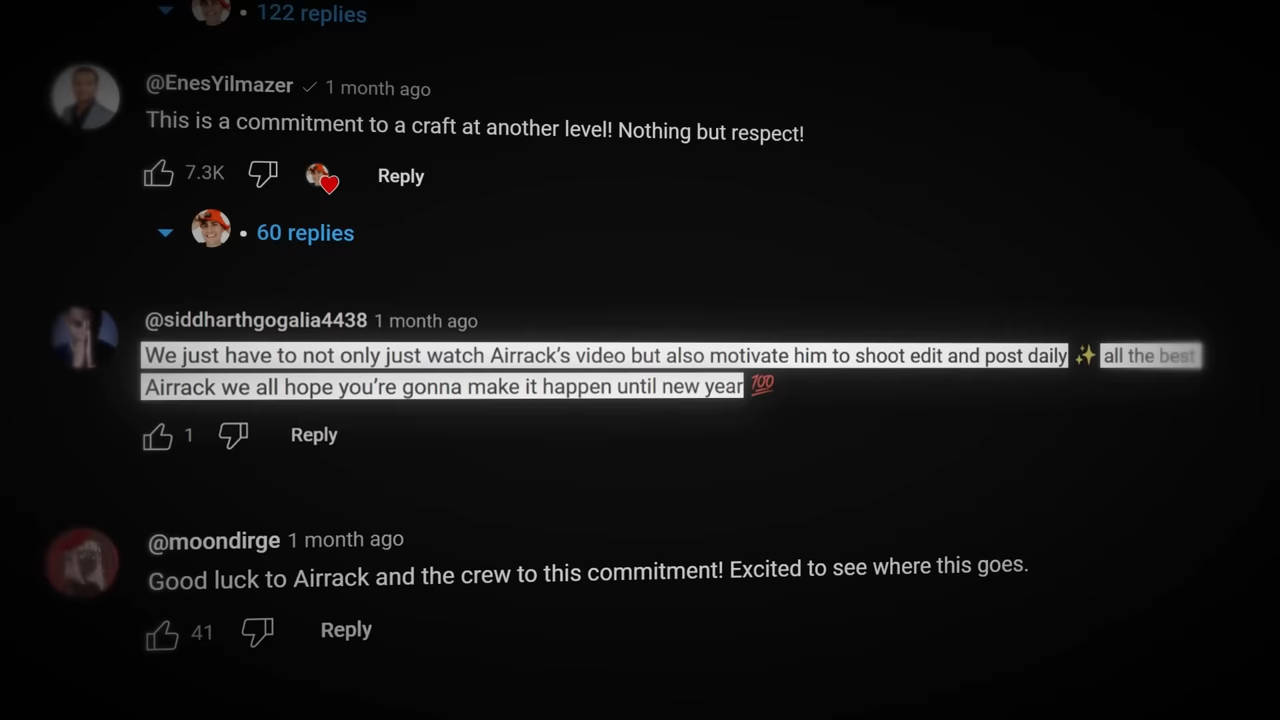 • 122 replies
@EnesYilmazer ✓ 1 month ago
This is a commitment to a craft at another level! Nothing but respect!
7.3K Reply
• 60 replies
@siddharthgogalia4438 1 month ago
We just have to not only just watch Airrack's video but also motivate him to shoot edit and post daily ✨ all the best
Airrack we all hope you're gonna make it happen until new year 💯
1 Reply
@moondirge 1 month ago
Good luck to Airrack and the crew to this commitment! Excited to see where this goes.
41 Reply